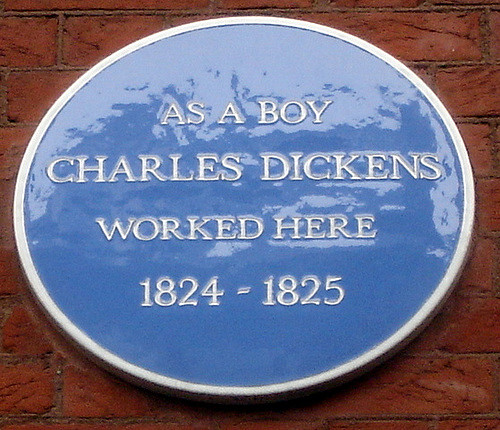 AS A BOY
CHARLES DICKENS
WORKED HERE
1824 - 1825